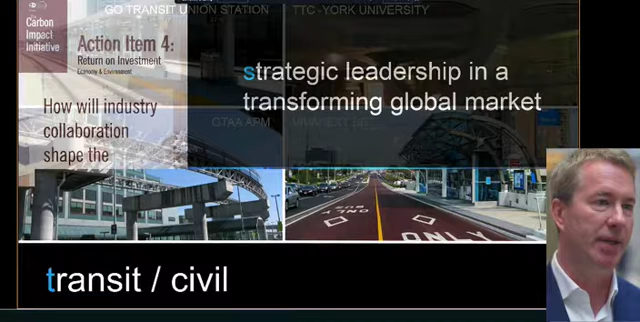 GO TRANSIT UNION STATION
TTC -YORK UNIVERSITY
Carbon
Impact
Initiative
Action Item 4:
Return on Investment
Economy & Environment
strategic leadership in a
transforming global market
How will industry
collaboration
shape the
GTAA APM
ONLY
BUS
ONLY
transit / civil